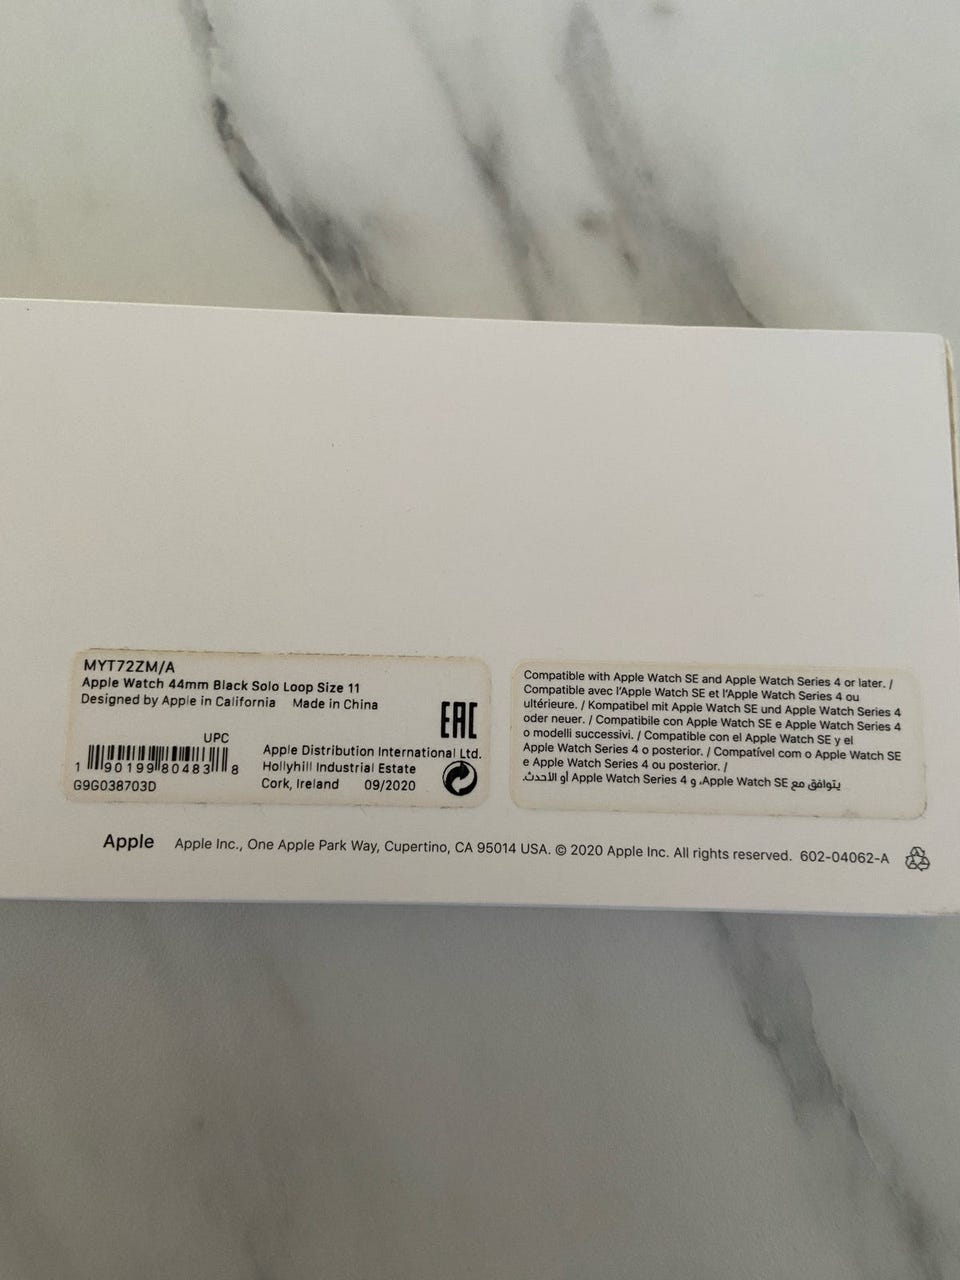 MYT72ZM/A
Apple Watch 44mm Black Solo Loop Size 11
Designed by Apple in California Made in China
EAC
UPC
1 90199 80483 8
G9G038703D
Apple Distribution International Ltd.
Hollyhill Industrial Estate
Cork, Ireland 09/2020
Compatible with Apple Watch SE and Apple Watch Series 4 or later. /
Compatible avec l'Apple Watch SE et l'Apple Watch Series 4 ou
ultérieure. / Kompatibel mit Apple Watch SE und Apple Watch Series 4
oder neuer. / Compatibile con Apple Watch SE e Apple Watch Series 4
o modelli successivi. / Compatible con el Apple Watch SE y el
Apple Watch Series 4 o posterior. / Compatível com o Apple Watch SE
e Apple Watch Series 4 ou posterior. /
يتوافق مع Apple Watch SE، و Apple Watch Series 4 أو الأحدث.
Apple Apple Inc., One Apple Park Way, Cupertino, CA 95014 USA. © 2020 Apple Inc. All rights reserved. 602-04062-A